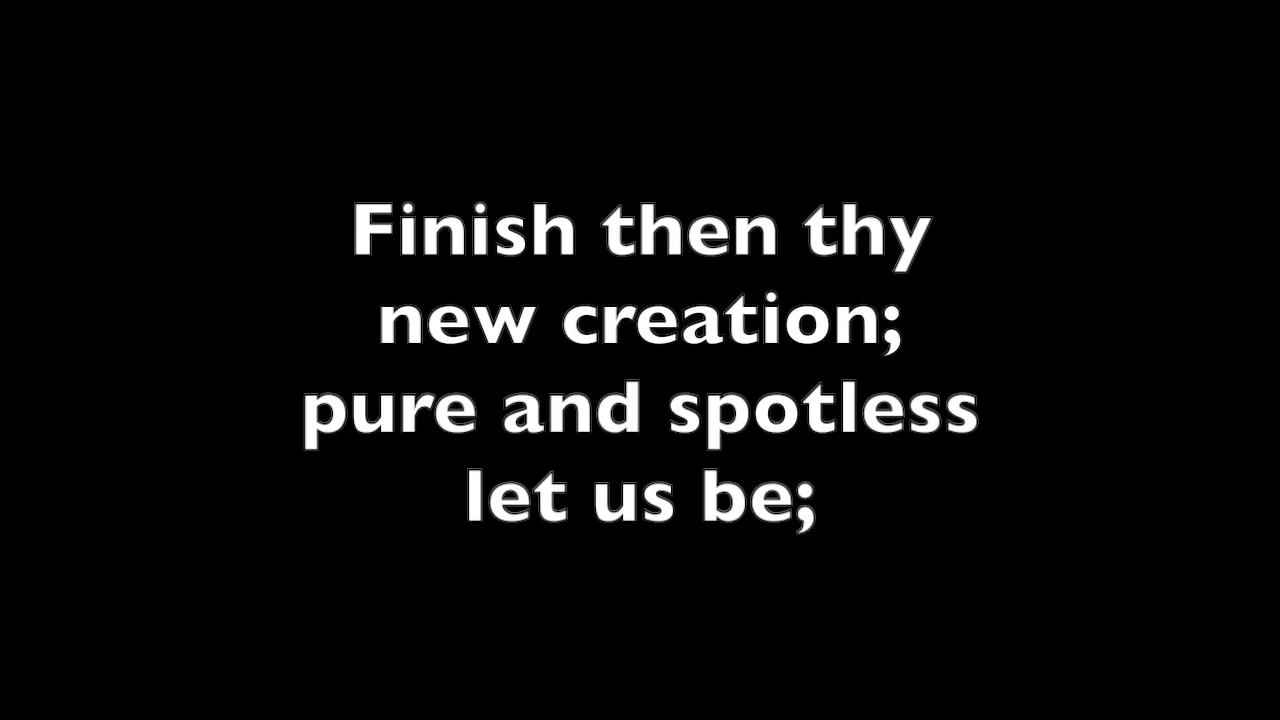 Finish then thy
new creation;
pure and spotless
let us be;